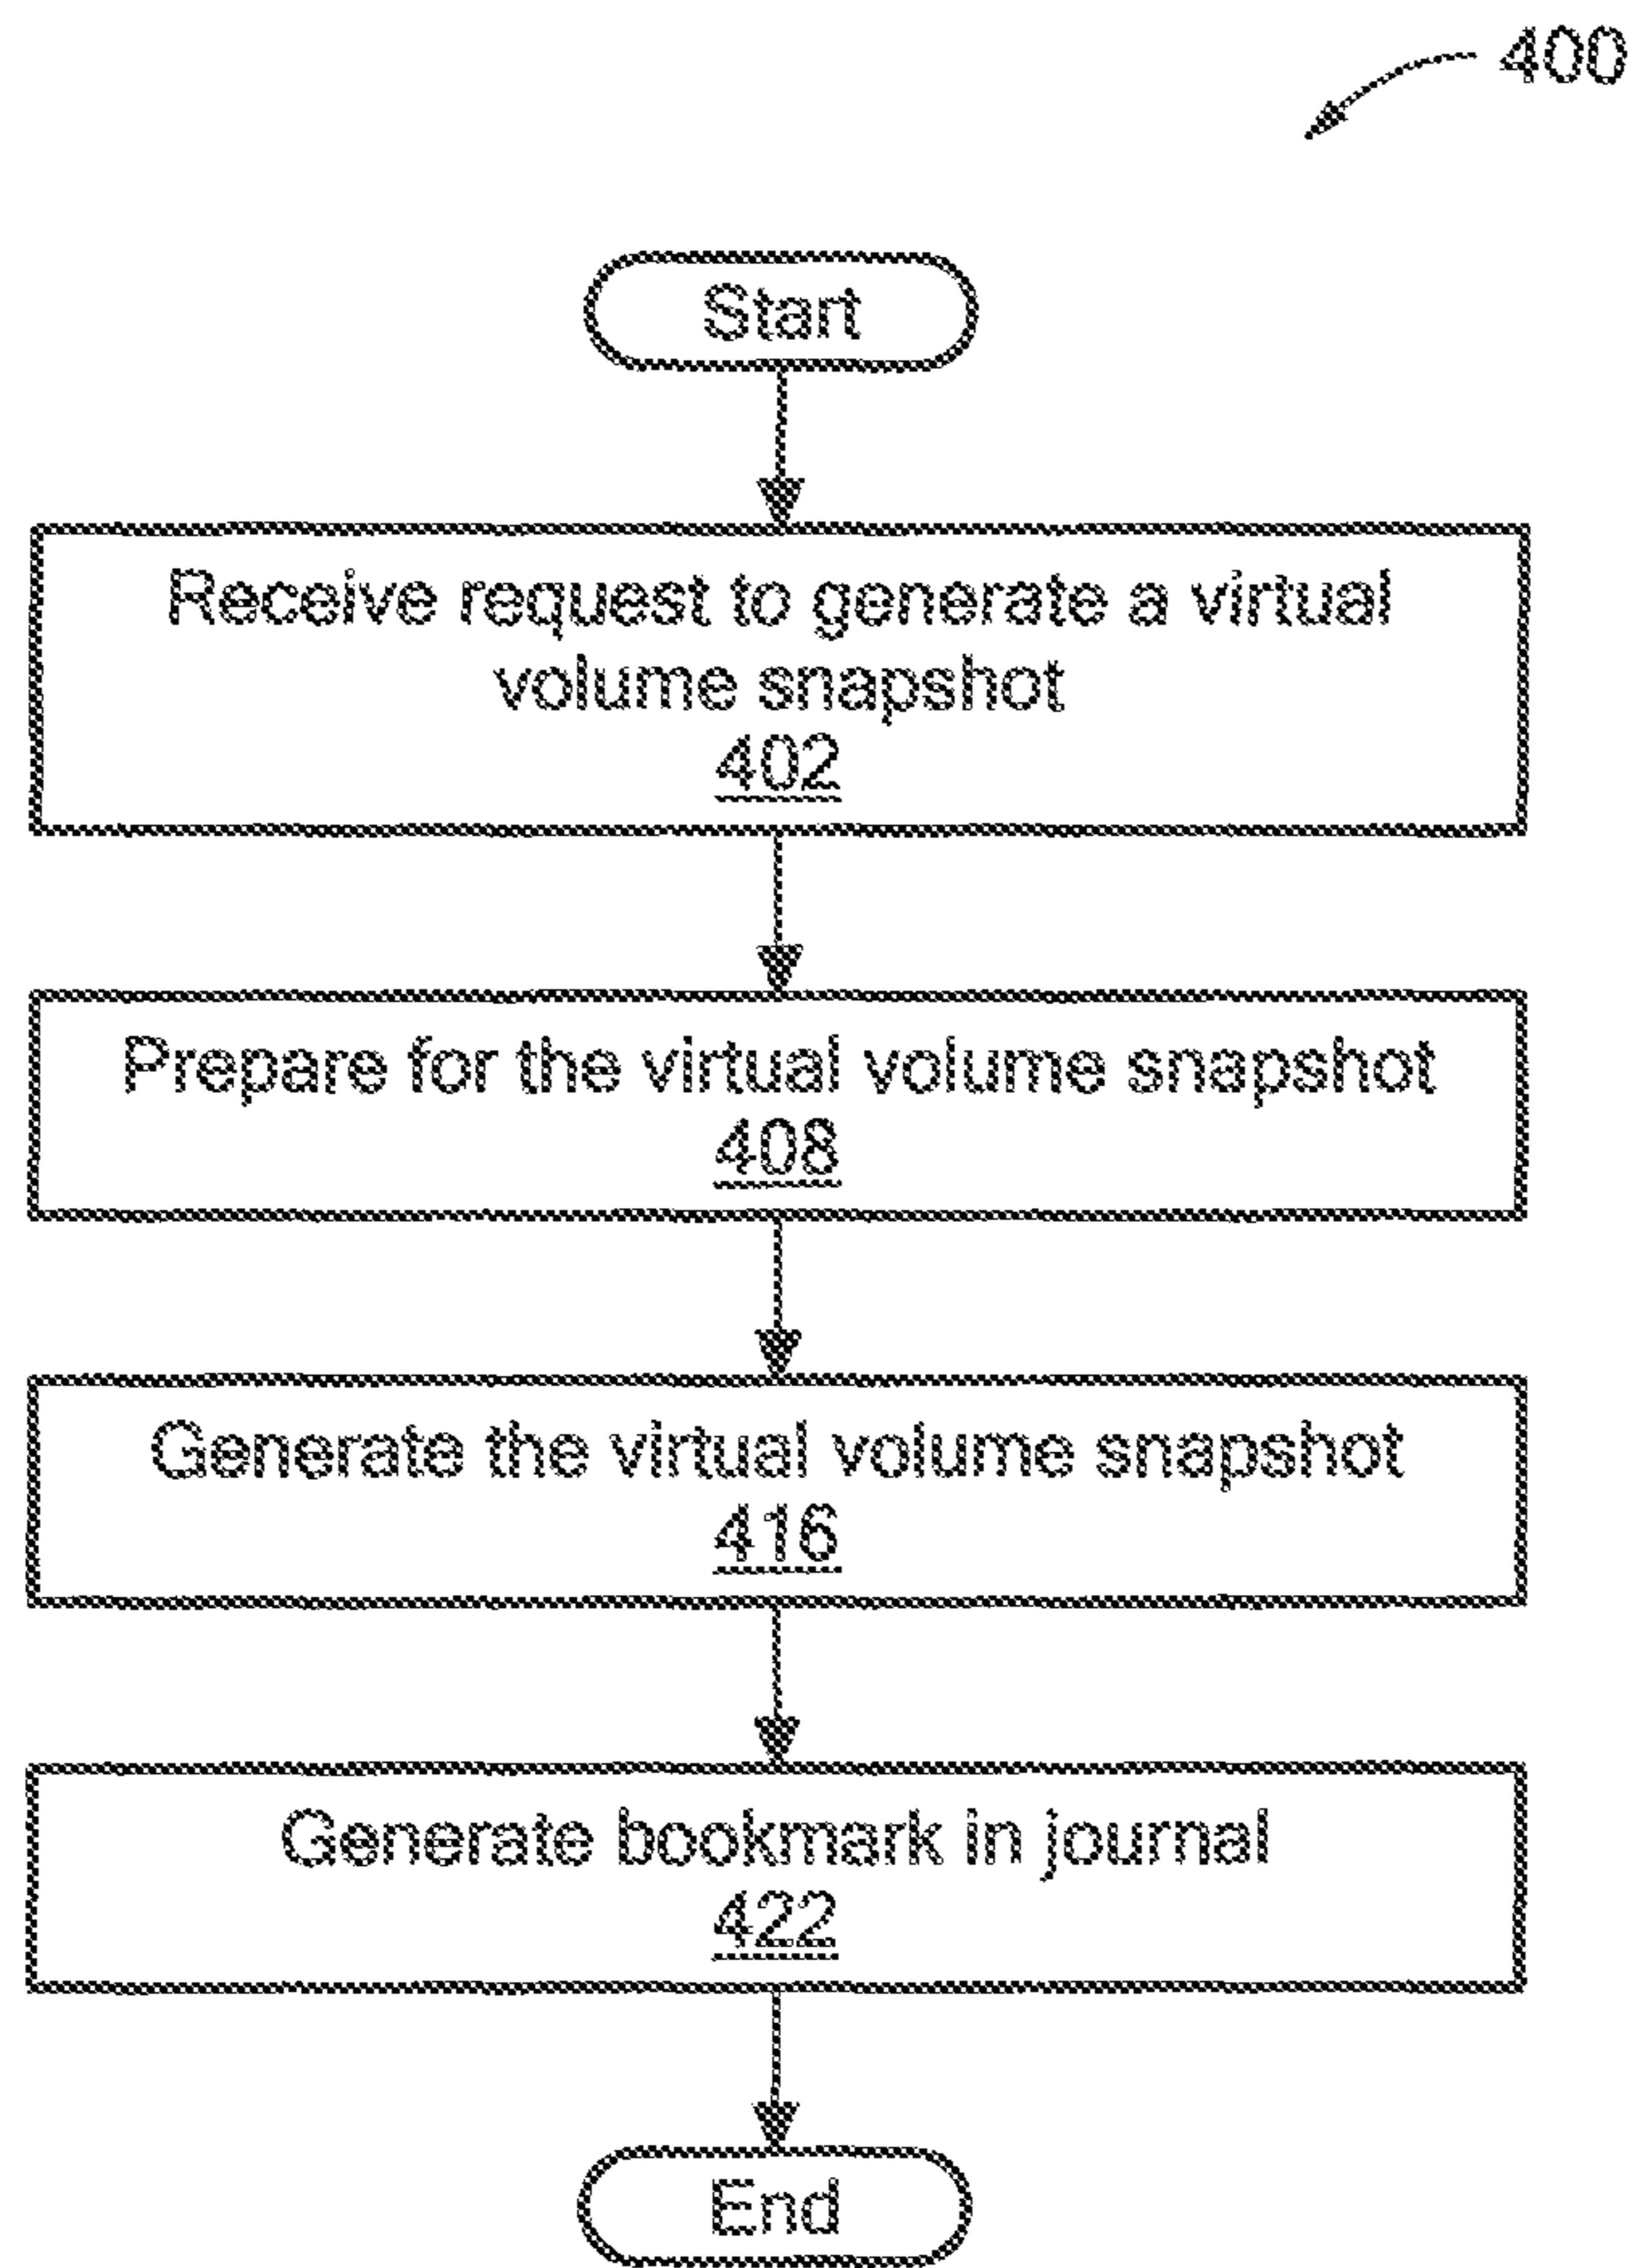 400
Start
Receive request to generate a virtual
volume snapshot
402
Prepare for the virtual volume snapshot
408
Generate the virtual volume snapshot
416
Generate bookmark in journal
422
End